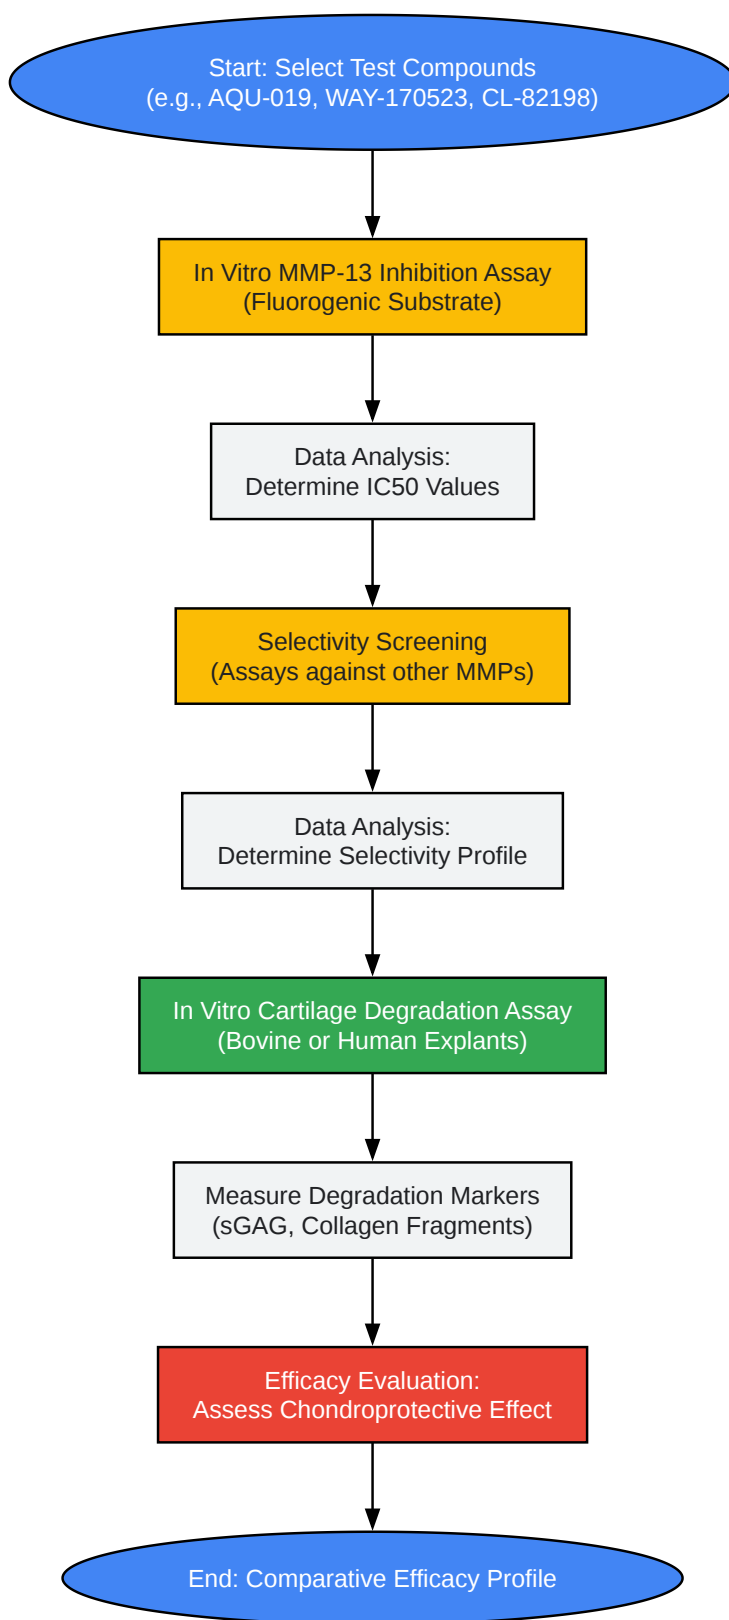 Start: Select Test Compounds
(e.g., AQU-019, WAY-170523, CL-82198)
In Vitro MMP-13 Inhibition Assay
(Fluorogenic Substrate)
Data Analysis:
Determine IC50 Values
Selectivity Screening
(Assays against other MMPs)
Data Analysis:
Determine Selectivity Profile
In Vitro Cartilage Degradation Assay
(Bovine or Human Explants)
Measure Degradation Markers
(sGAG, Collagen Fragments)
Efficacy Evaluation:
Assess Chondroprotective Effect
End: Comparative Efficacy Profile